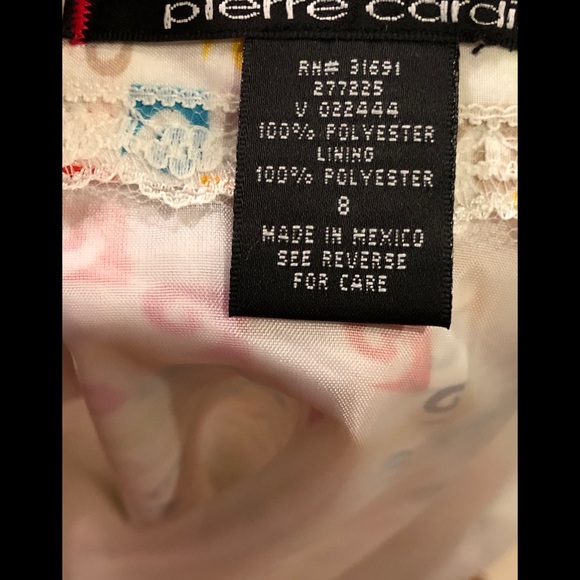 pierre cardi
RN# 31691
277225
V 022444
100% POLYESTER
LINING
100% POLYESTER
8
MADE IN MEXICO
SEE REVERSE
FOR CARE